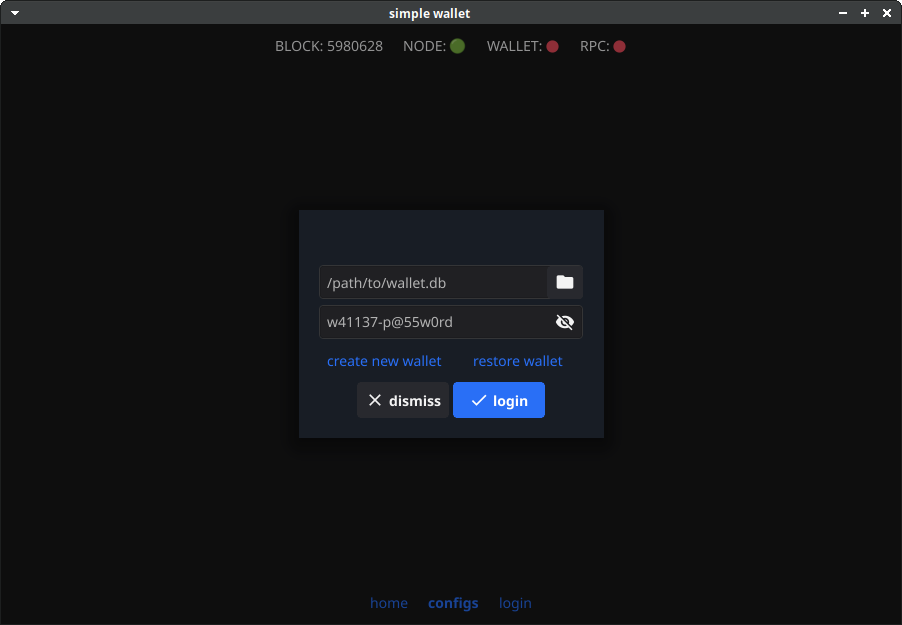 simple wallet
BLOCK: 5980628 NODE: WALLET: RPC:
/path/to/wallet.db
w41137-p@55w0rd
create new wallet restore wallet
dismiss login
home configs login